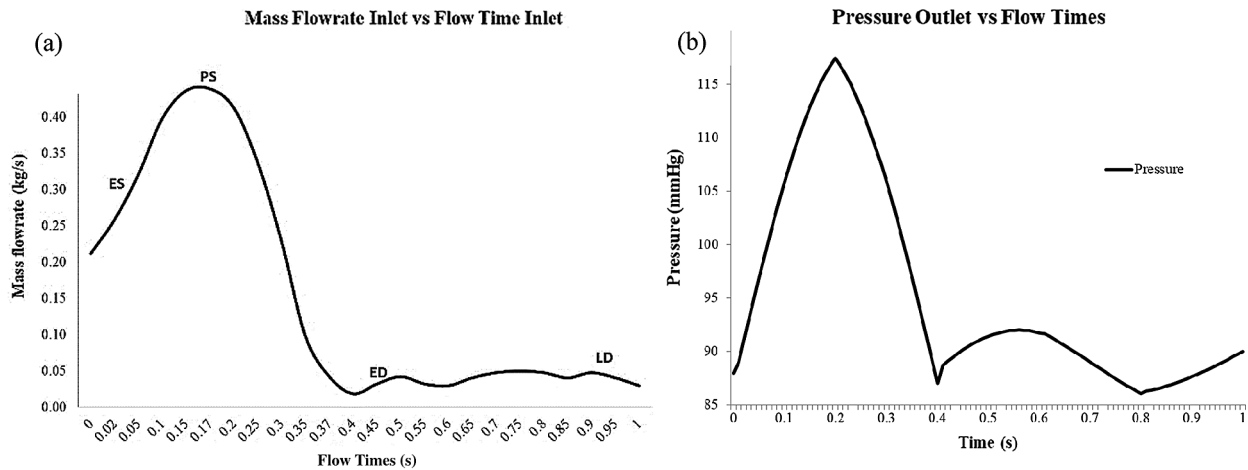 Mass Flowrate Inlet vs Flow Time Inlet
(a)
PS
ES
ED
LD
0.40
0.35
0.30
0.25
0.20
0.15
0.10
0.05
0.00
Mass flowrate (kg/s)
0 0.02 0.05 0.1 0.15 0.17 0.2 0.25 0.3 0.35 0.37 0.4 0.45 0.5 0.6 0.65 0.7 0.75 0.8 0.85 0.9 0.95 1
Flow Times (s)
Pressure Outlet vs Flow Times
(b)
115
110
105
100
95
90
85
Pressure (mmHg)
Pressure
0 0.1 0.2 0.3 0.4 0.5 0.6 0.7 0.8 0.9 1
Time (s)